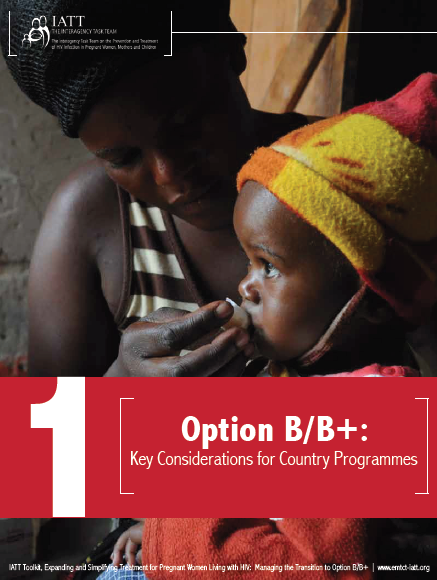 IATT
THE INTERAGENCY TASK TEAM
The Interagency Task Team on the Prevention and Treatment
of HIV Infection in Pregnant Women, Mothers and Children
1
Option B/B+:
Key Considerations for Country Programmes
IATT Toolkit, Expanding and Simplifying Treatment for Pregnant Women Living with HIV: Managing the Transition to Option B/B+ | www.emtct-iatt.org